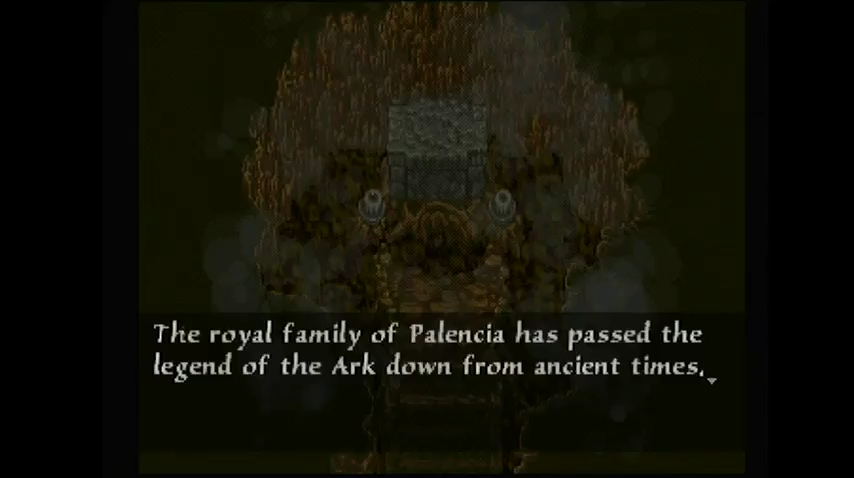 The royal family of Palencia has passed the
legend of the Ark down from ancient times.